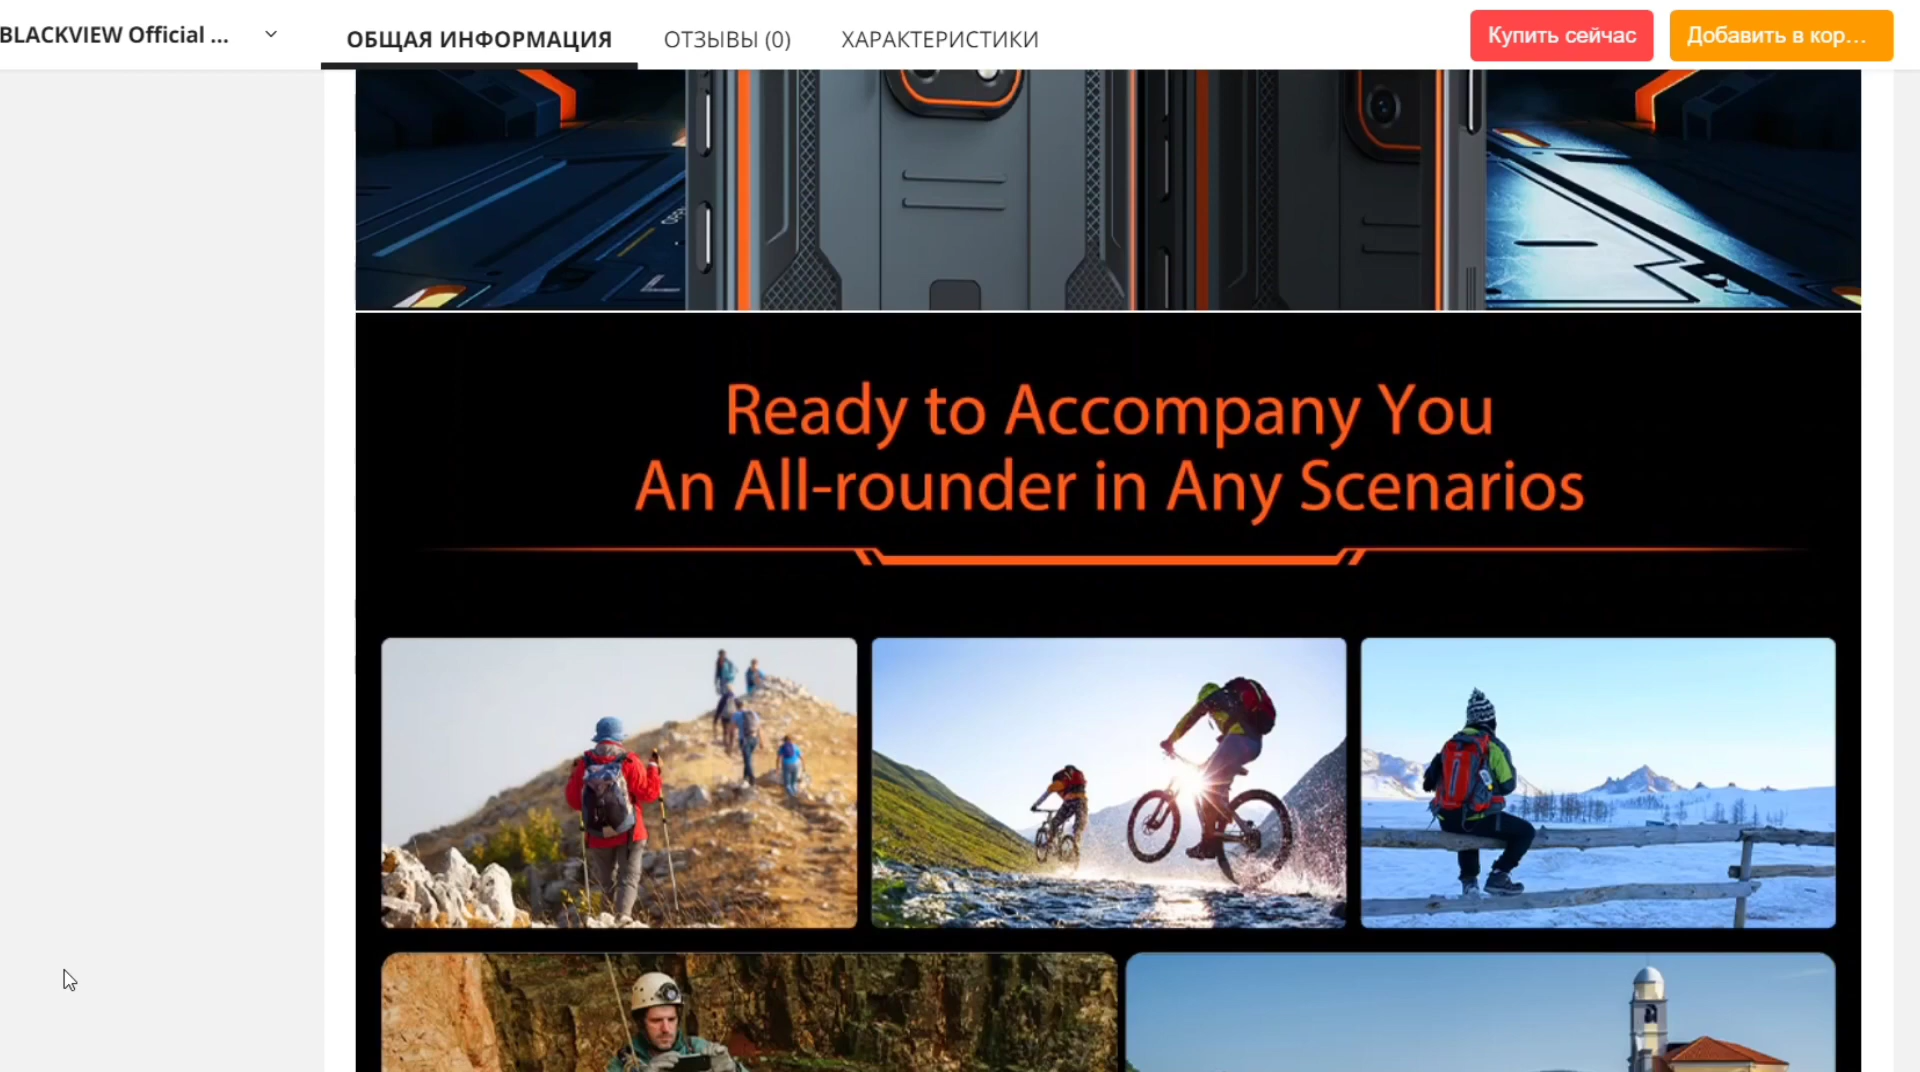 BLACKVIEW Official ...
ОБЩАЯ ИНФОРМАЦИЯ
ОТЗЫВЫ (0)
ХАРАКТЕРИСТИКИ
Купить сейчас
Добавить в кор...
Ready to Accompany You
An All-rounder in Any Scenarios